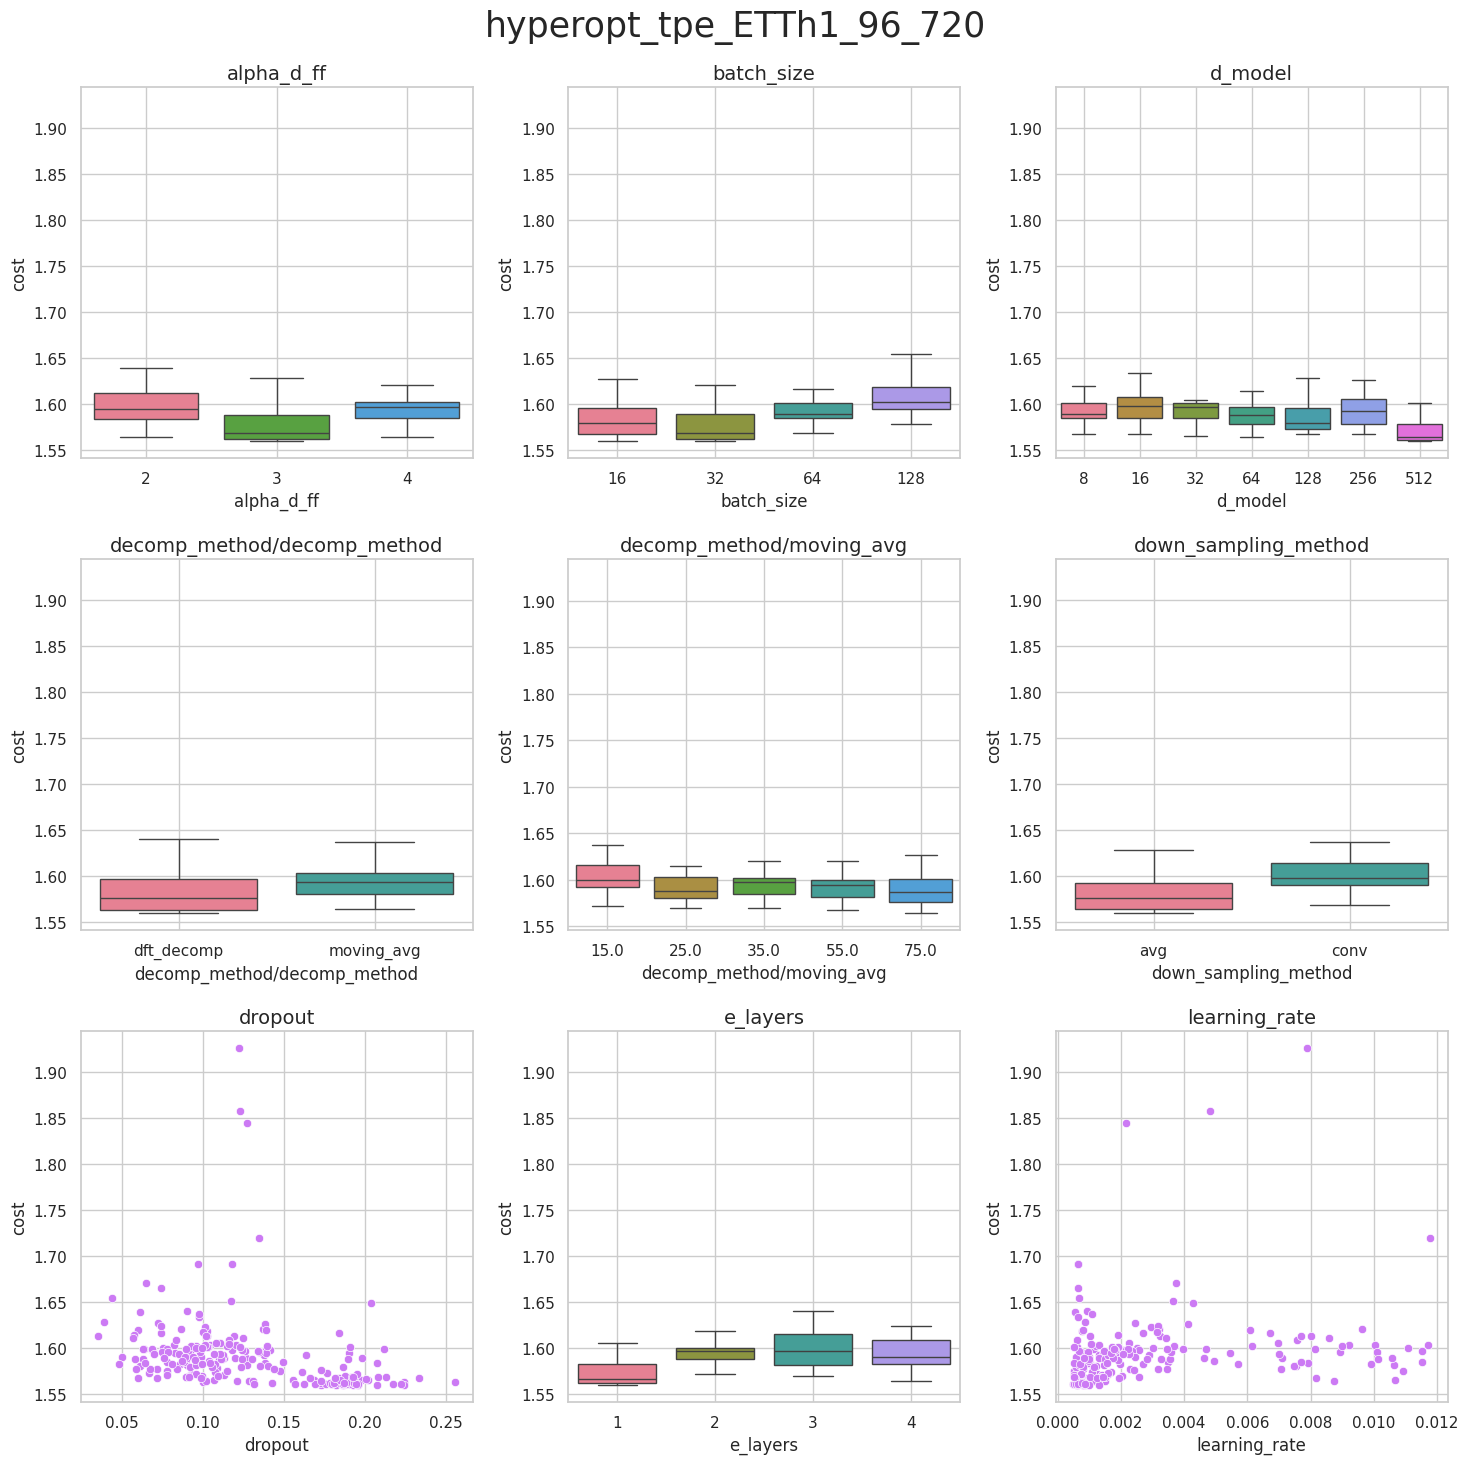 hyperopt_tpe_ETTh1_96_720
alpha_d_ff
batch_size
d_model
cost
1.90
1.85
1.80
1.75
1.70
1.65
1.60
1.55
2 3 4
alpha_d_ff
cost
1.90
1.85
1.80
1.75
1.70
1.65
1.60
1.55
16 32 64 128
batch_size
cost
1.90
1.85
1.80
1.75
1.70
1.65
1.60
1.55
8 16 32 64 128 256 512
d_model
decomp_method/decomp_method
decomp_method/moving_avg
down_sampling_method
cost
1.90
1.85
1.80
1.75
1.70
1.65
1.60
1.55
dft_decomp moving_avg
decomp_method/decomp_method
cost
1.90
1.85
1.80
1.75
1.70
1.65
1.60
1.55
15.0 25.0 35.0 55.0 75.0
decomp_method/moving_avg
cost
1.90
1.85
1.80
1.75
1.70
1.65
1.60
1.55
avg conv
down_sampling_method
dropout
e_layers
learning_rate
cost
1.90
1.85
1.80
1.75
1.70
1.65
1.60
1.55
0.05 0.10 0.15 0.20 0.25
dropout
cost
1.90
1.85
1.80
1.75
1.70
1.65
1.60
1.55
1 2 3 4
e_layers
cost
1.90
1.85
1.80
1.75
1.70
1.65
1.60
1.55
0.000 0.002 0.004 0.006 0.008 0.010 0.012
learning_rate